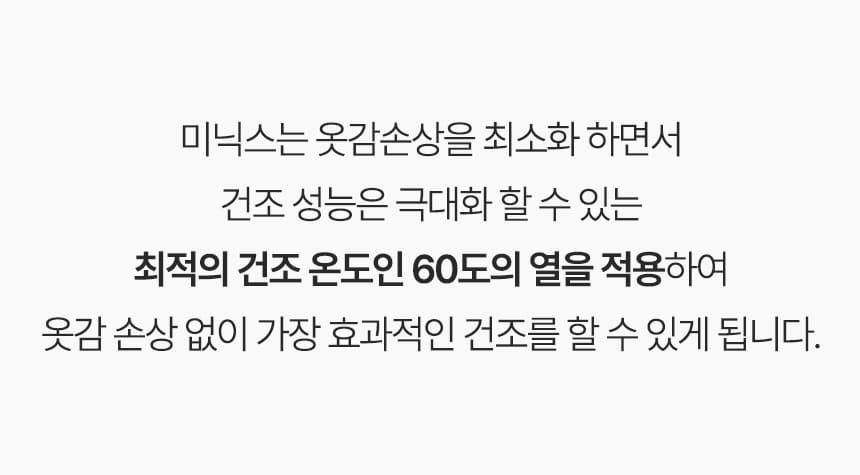 미닉스는 옷감손상을 최소화 하면서
건조 성능은 극대화 할 수 있는
최적의 건조 온도인 60도의 열을 적용하여
옷감 손상 없이 가장 효과적인 건조를 할 수 있게 됩니다.